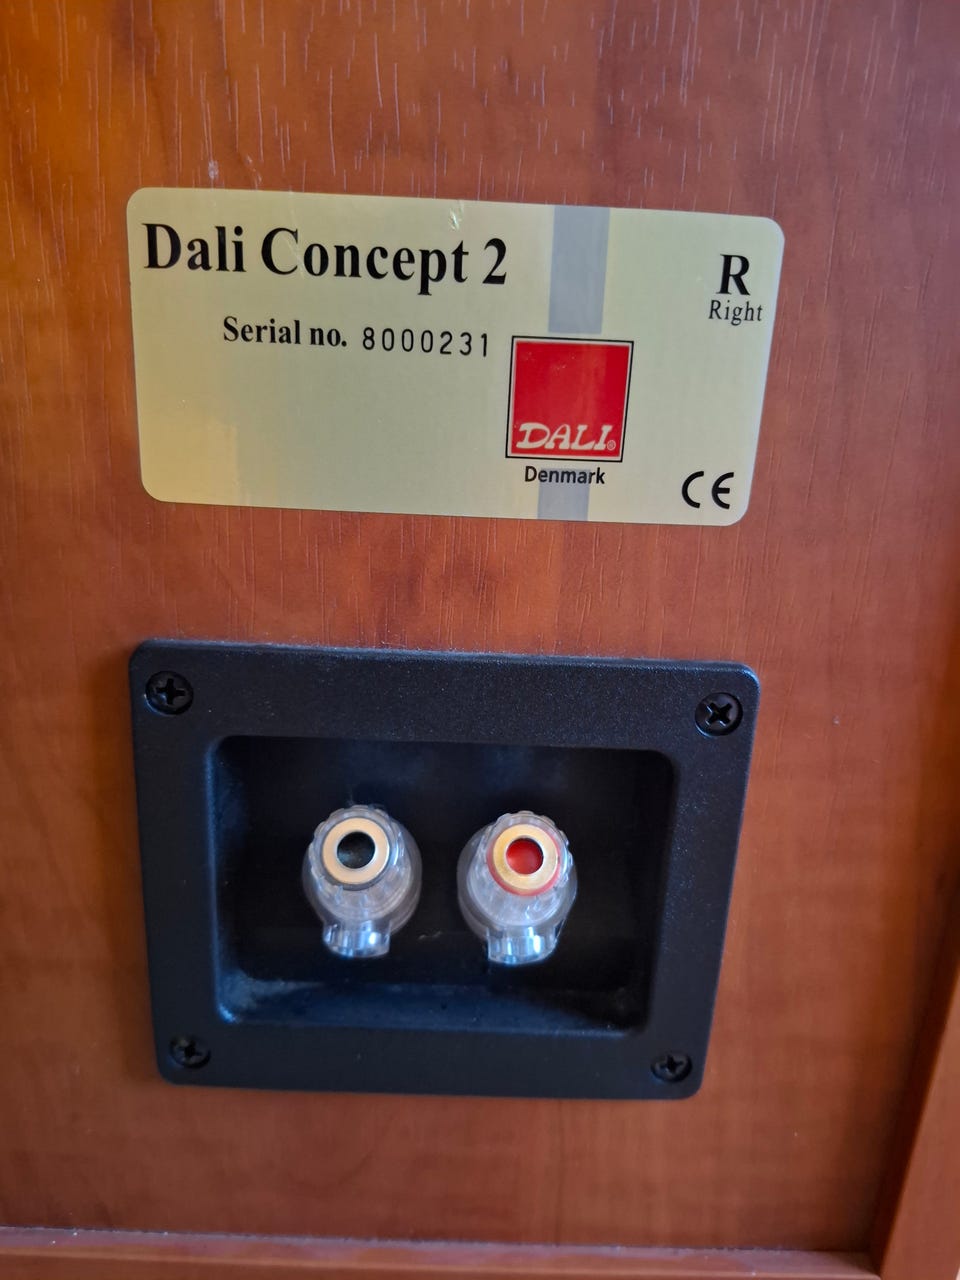 Dali Concept 2
R
Right
Serial no. 8000231
DALI®
Denmark
CE